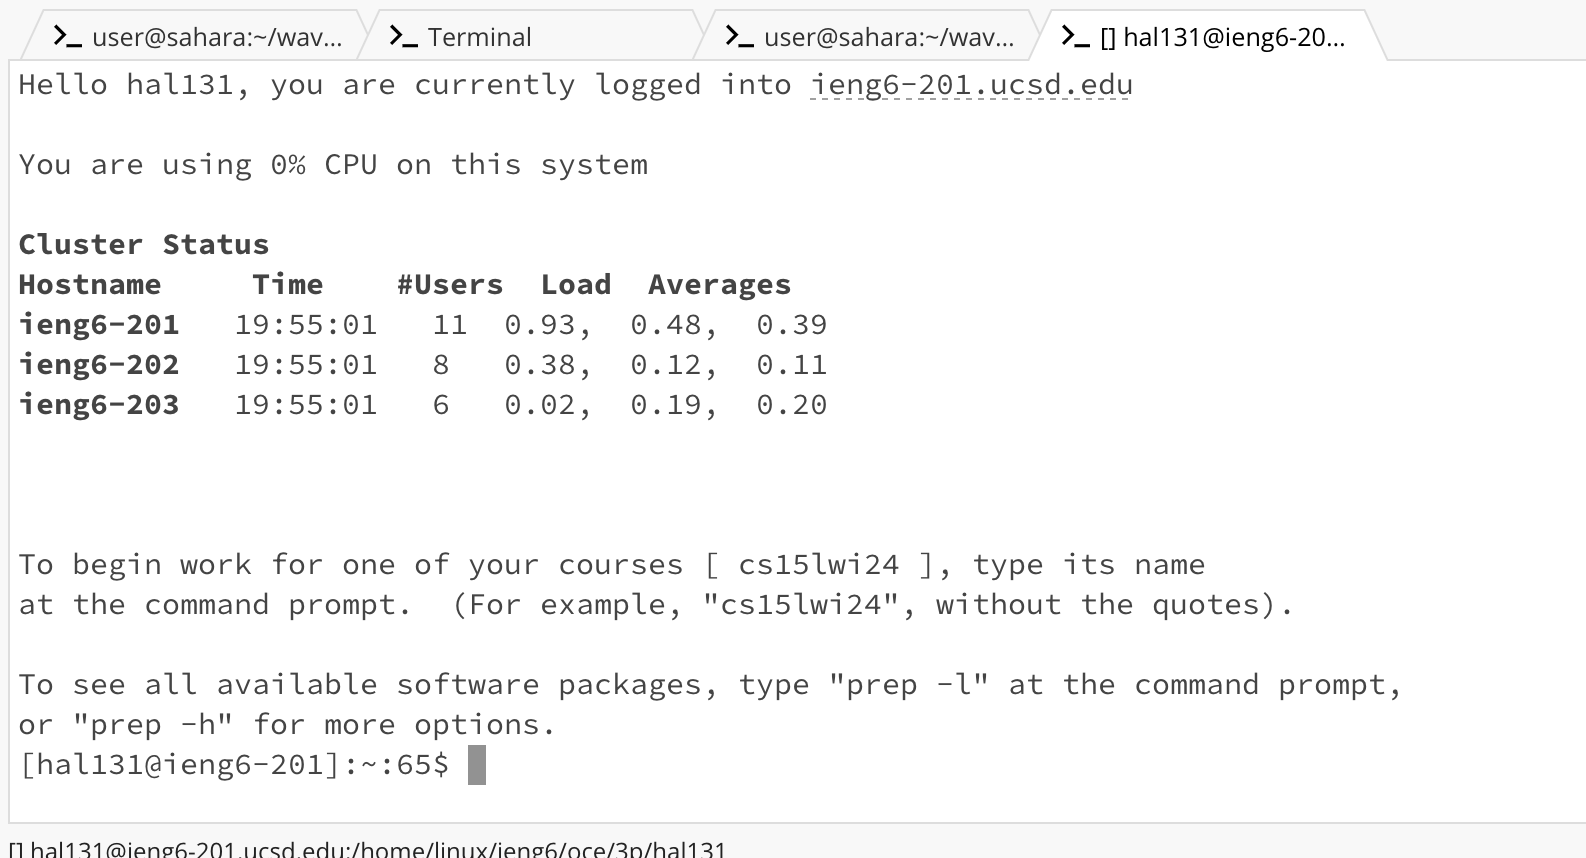 user@sahara:~/wav...
Terminal
user@sahara:~/wav...
[] hal131@ieng6-20...
Hello hal131, you are currently logged into ieng6-201.ucsd.edu
You are using 0% CPU on this system
Cluster Status
Hostname     Time    #Users  Load  Averages
ieng6-201   19:55:01   11  0.93,  0.48,  0.39
ieng6-202   19:55:01   8   0.38,  0.12,  0.11
ieng6-203   19:55:01   6   0.02,  0.19,  0.20
To begin work for one of your courses [ cs15lwi24 ], type its name
at the command prompt.  (For example, "cs15lwi24", without the quotes).
To see all available software packages, type "prep -l" at the command prompt,
or "prep -h" for more options.
[hal131@ieng6-201]:~:65$
[] hal131@ieng6-201.ucsd.edu:/home/linux/ieng6/oce/3p/hal131